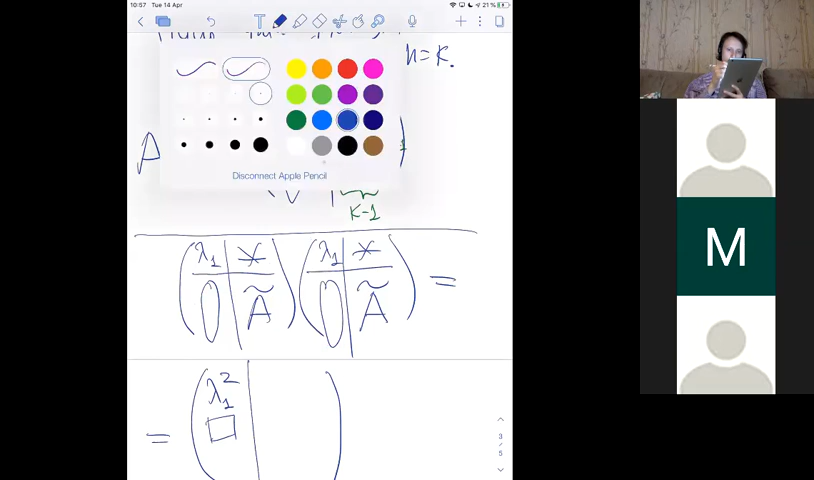 10:57 Tue 14 Apr
21 %
n=k.
Disconnect Apple Pencil
A
k-1
( λ₁ | * ) ( λ₁ | * ) =
( 0 | Ã ) ( 0 | Ã )
= ( λ₁² |
3
/
5
M